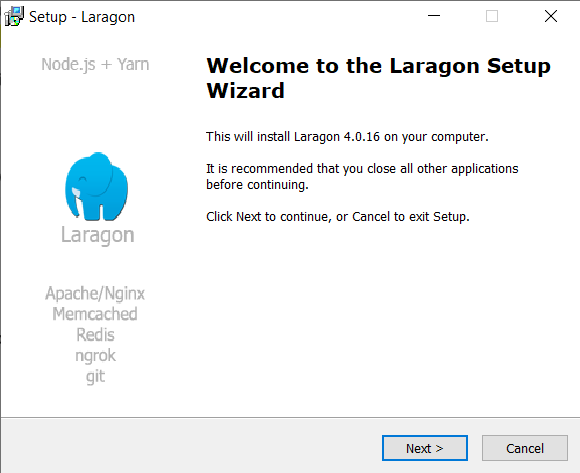 Setup - Laragon
Node.js + Yarn
Laragon
Apache/Nginx
Memcached
Redis
ngrok
git
Welcome to the Laragon Setup
Wizard
This will install Laragon 4.0.16 on your computer.
It is recommended that you close all other applications
before continuing.
Click Next to continue, or Cancel to exit Setup.
Next >
Cancel